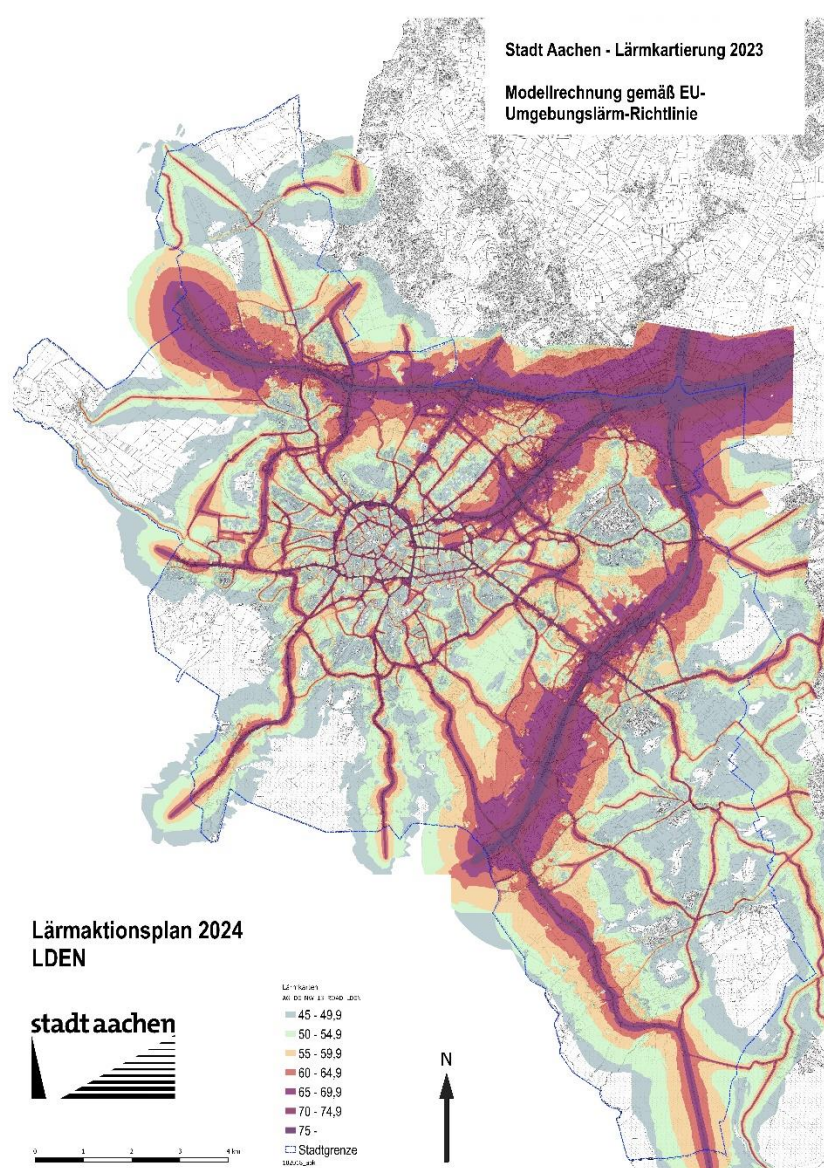 Stadt Aachen - Lärmkartierung 2023
Modellrechnung gemäß EU-
Umgebungslärm-Richtlinie
Lärmaktionsplan 2024
LDEN
stadt aachen
Lärmkarten
45 - 49,9
50 - 54,9
55 - 59,9
60 - 64,9
65 - 69,9
70 - 74,9
75 -
Stadtgrenze
N
0 1 2 3 4 km